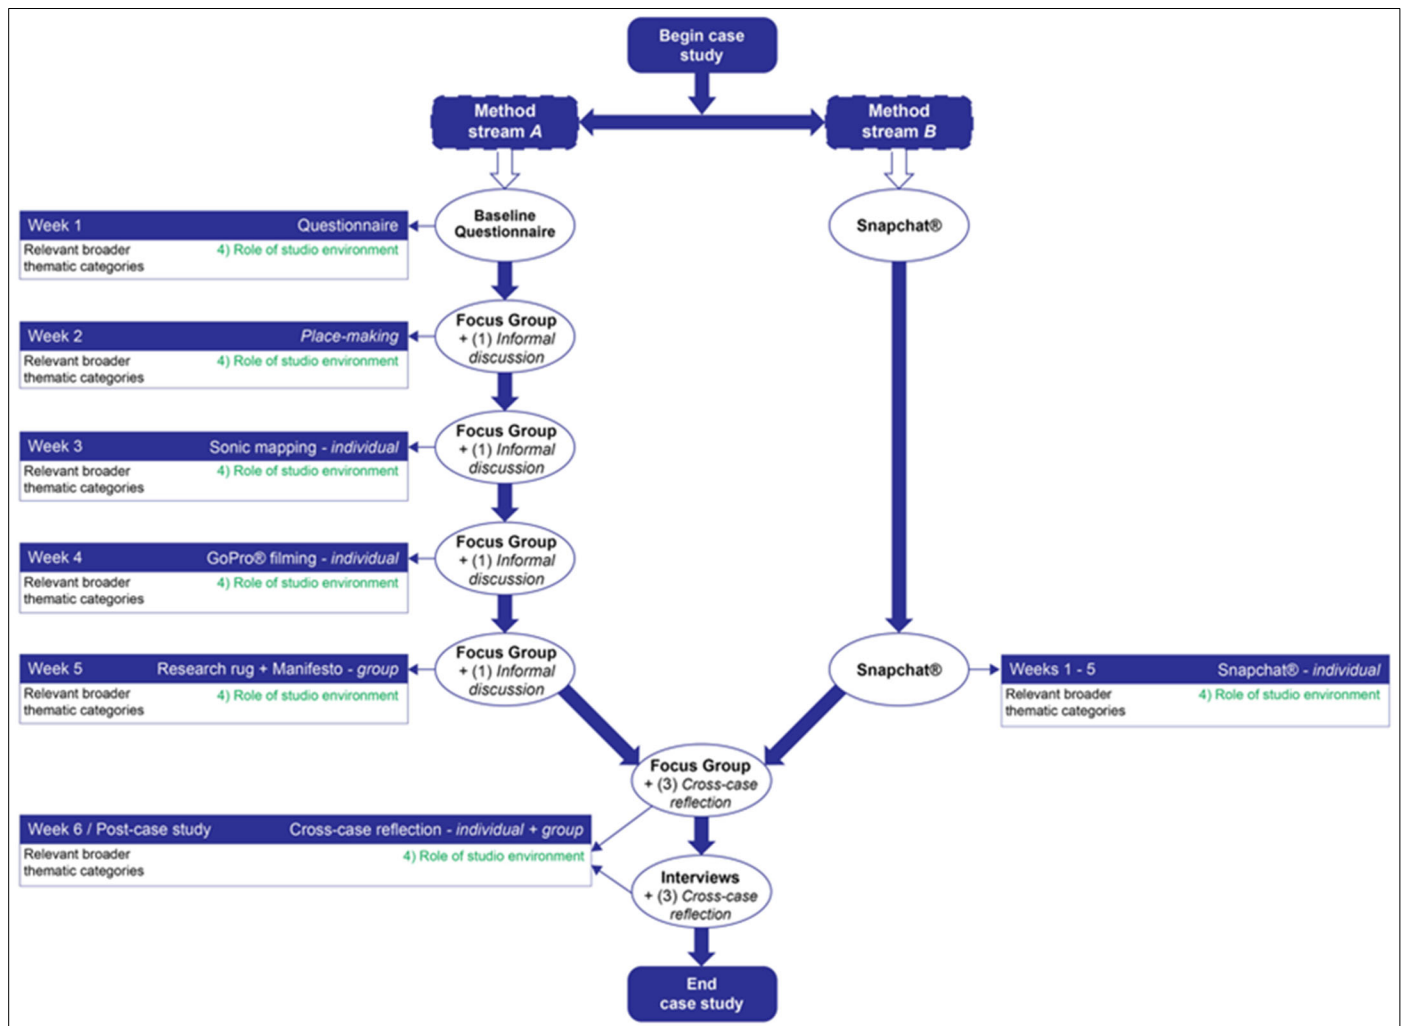 Begin case
study
Method
stream A
Method
stream B
Week 1 Questionnaire
Relevant broader
thematic categories
4) Role of studio environment
Baseline
Questionnaire
Snapchat®
Week 2 Place-making
Relevant broader
thematic categories
4) Role of studio environment
Focus Group
+ (1) Informal
discussion
Week 3 Sonic mapping - individual
Relevant broader
thematic categories
4) Role of studio environment
Focus Group
+ (1) Informal
discussion
Week 4 GoPro® filming - individual
Relevant broader
thematic categories
4) Role of studio environment
Focus Group
+ (1) Informal
discussion
Week 5 Research rug + Manifesto - group
Relevant broader
thematic categories
4) Role of studio environment
Focus Group
+ (1) Informal
discussion
Snapchat®
Weeks 1 - 5 Snapchat® - individual
Relevant broader
thematic categories
4) Role of studio environment
Focus Group
+ (3) Cross-case
reflection
Week 6 / Post-case study Cross-case reflection - individual + group
Relevant broader
thematic categories
4) Role of studio environment
Interviews
+ (3) Cross-case
reflection
End
case study